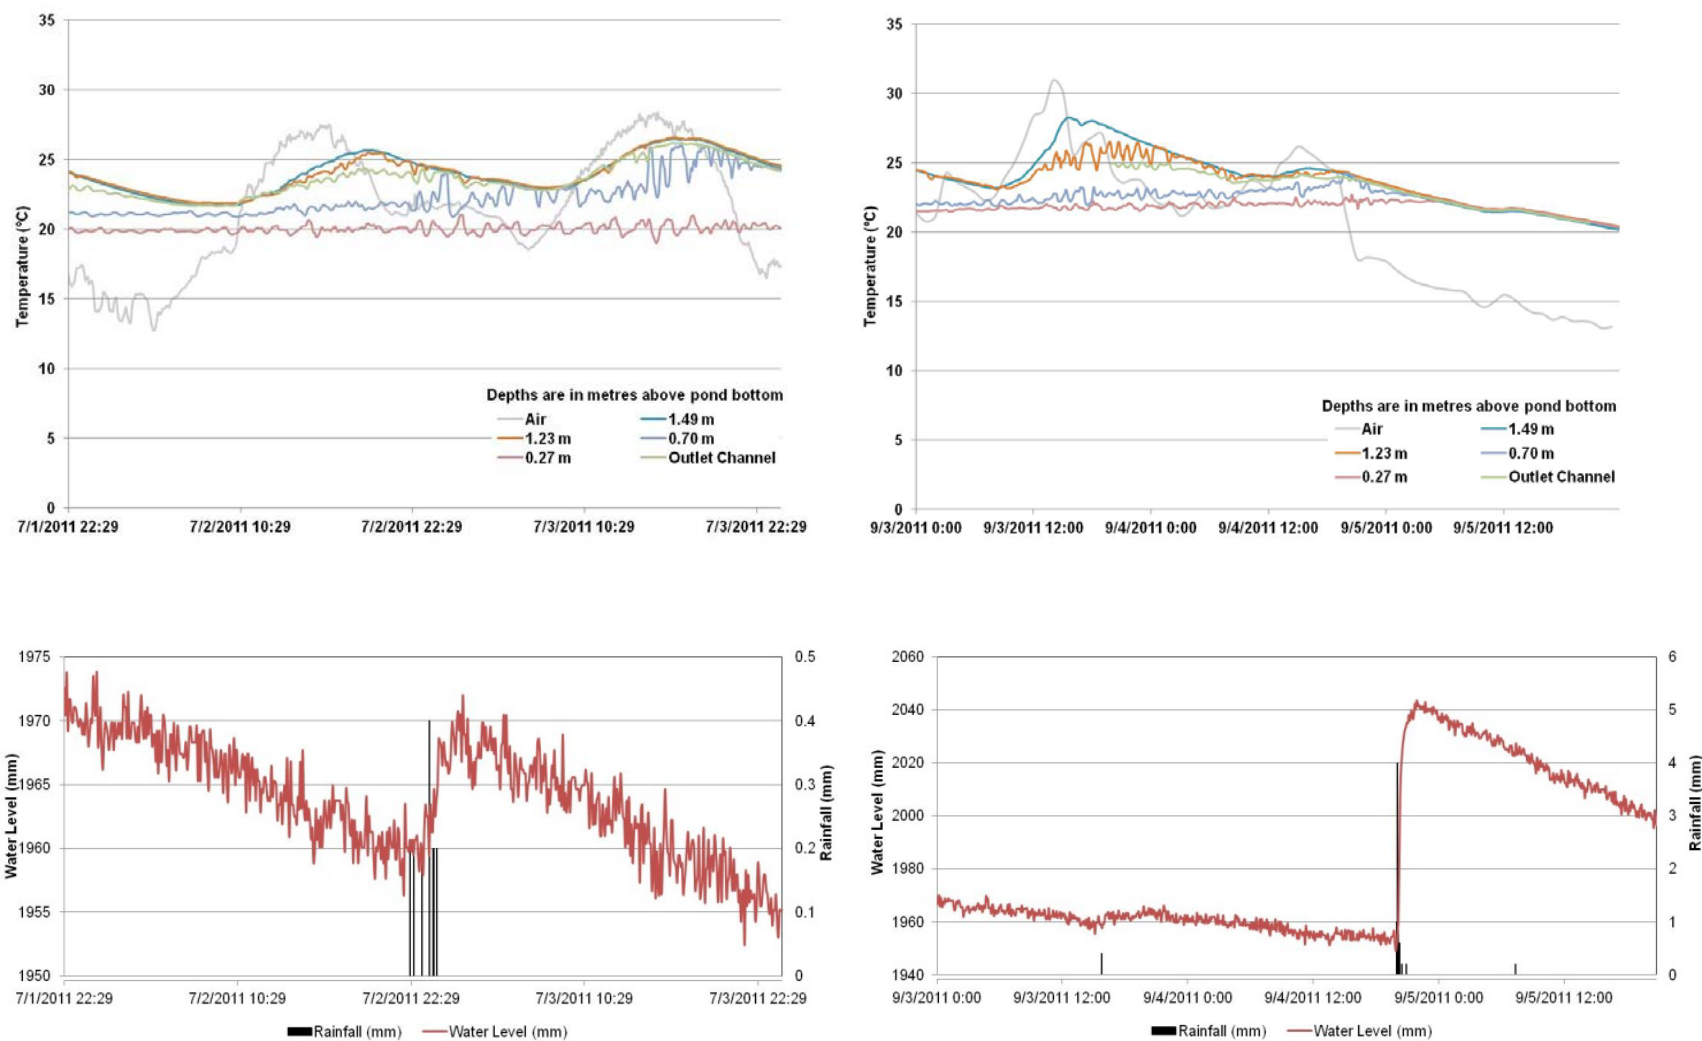 35
30
25
20
15
10
5
0
Temperature (°C)
Depths are in metres above pond bottom
Air 1.49 m
1.23 m 0.70 m
0.27 m Outlet Channel
7/1/2011 22:29 7/2/2011 10:29 7/2/2011 22:29 7/3/2011 10:29 7/3/2011 22:29
35
30
25
20
15
10
5
0
Temperature (°C)
Depths are in metres above pond bottom
Air 1.49 m
1.23 m 0.70 m
0.27 m Outlet Channel
9/3/2011 0:00 9/3/2011 12:00 9/4/2011 0:00 9/4/2011 12:00 9/5/2011 0:00 9/5/2011 12:00
1975 0.5
1970 0.4
1965 0.3
1960 0.2
1955 0.1
1950 0
Water Level (mm)
Rainfall (mm)
7/1/2011 22:29 7/2/2011 10:29 7/2/2011 22:29 7/3/2011 10:29 7/3/2011 22:29
Rainfall (mm) Water Level (mm)
2060 6
2040 5
2020 4
2000 3
1980 2
1960 1
1940 0
Water Level (mm)
Rainfall (mm)
9/3/2011 0:00 9/3/2011 12:00 9/4/2011 0:00 9/4/2011 12:00 9/5/2011 0:00 9/5/2011 12:00
Rainfall (mm) Water Level (mm)